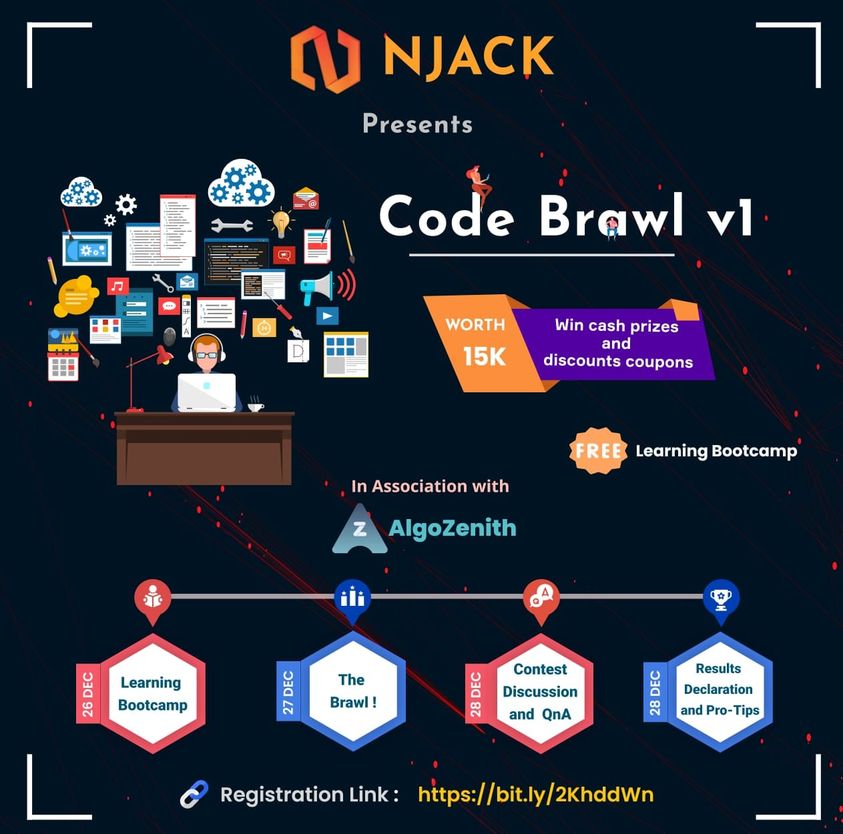 NJACK
Presents
Code Brawl v1
WORTH
15K
Win cash prizes
and
discounts coupons
FREE
Learning Bootcamp
In Association with
AlgoZenith
26 DEC
Learning
Bootcamp
27 DEC
The
Brawl !
28 DEC
Contest
Discussion
and QnA
28 DEC
Results
Declaration
and Pro-Tips
Registration Link : https://bit.ly/2KhddWn